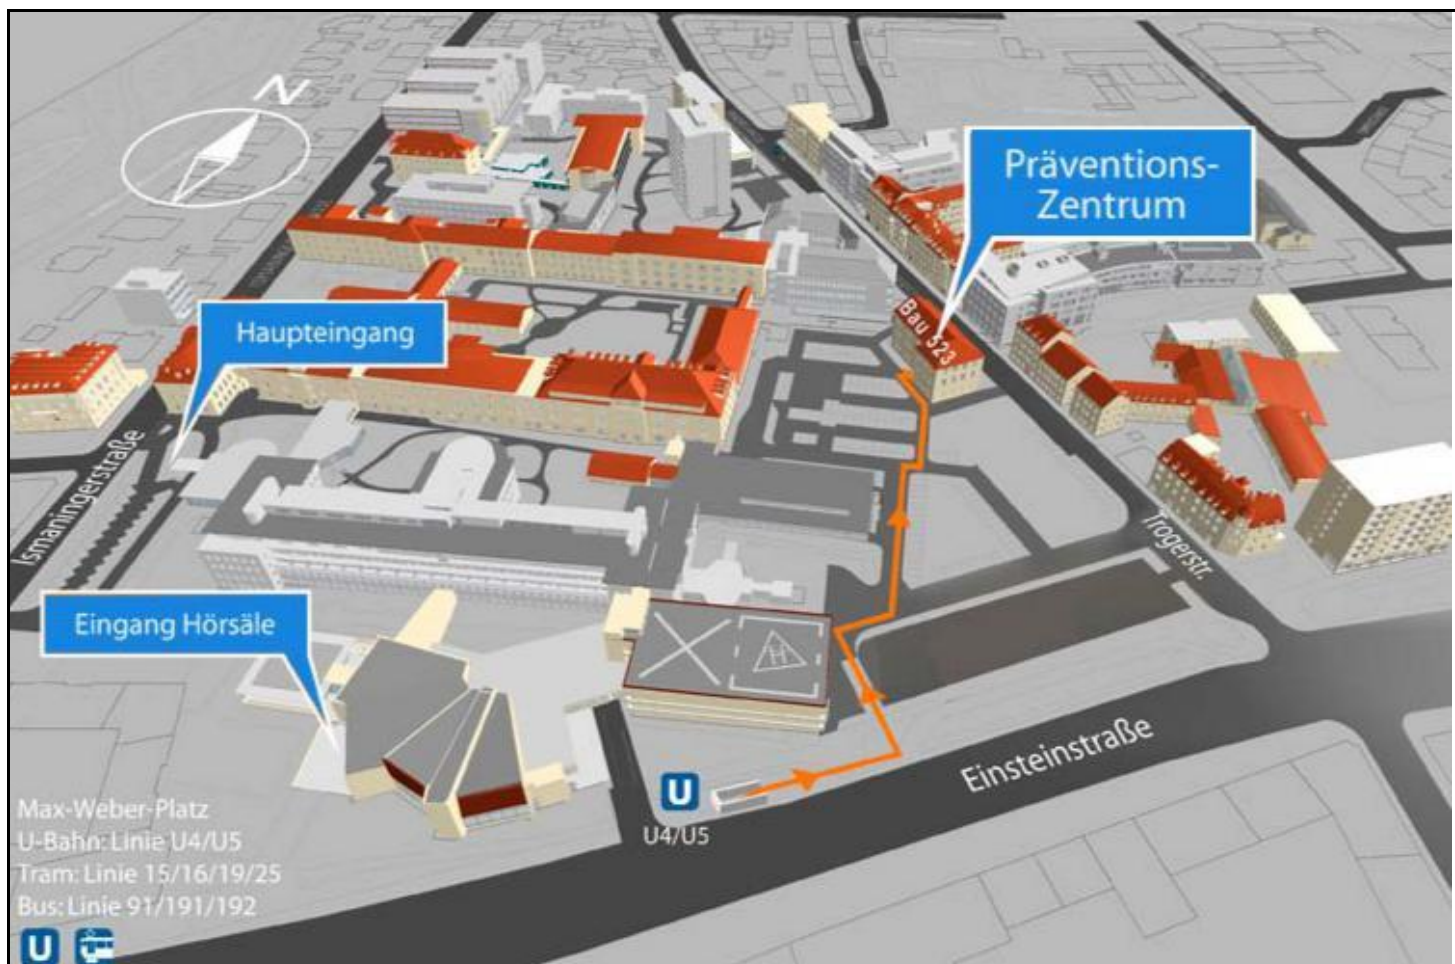 N
Präventions-
Zentrum
Bau 523
Haupteingang
Ismaningerstraße
Trogerstr.
Eingang Hörsäle
H
Einsteinstraße
U
U4/U5
Max-Weber-Platz
U-Bahn: Linie U4/U5
Tram: Linie 15/16/19/25
Bus: Linie 91/191/192
U